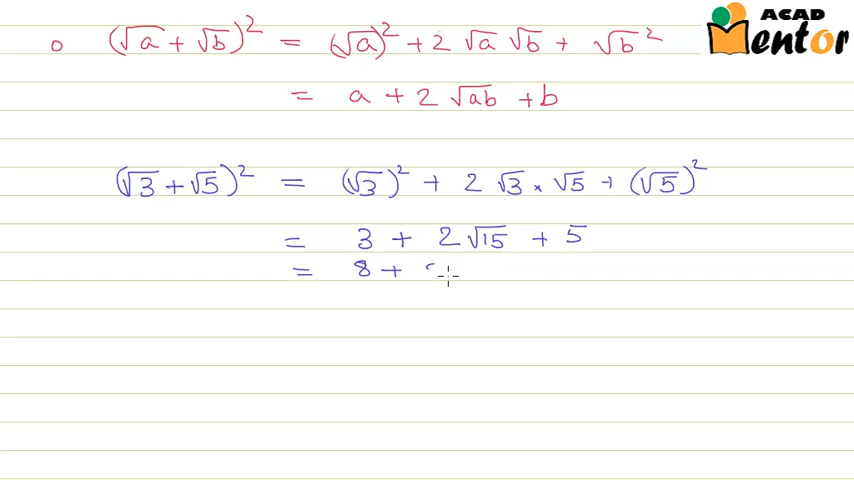 ACAD
Mentor
(√a + √b)² = (√a)² + 2 √a √b + √b²
= a + 2 √ab + b
(√3 + √5)² = (√3)² + 2 √3 × √5 + (√5)²
= 3 + 2√15 + 5
= 8 +